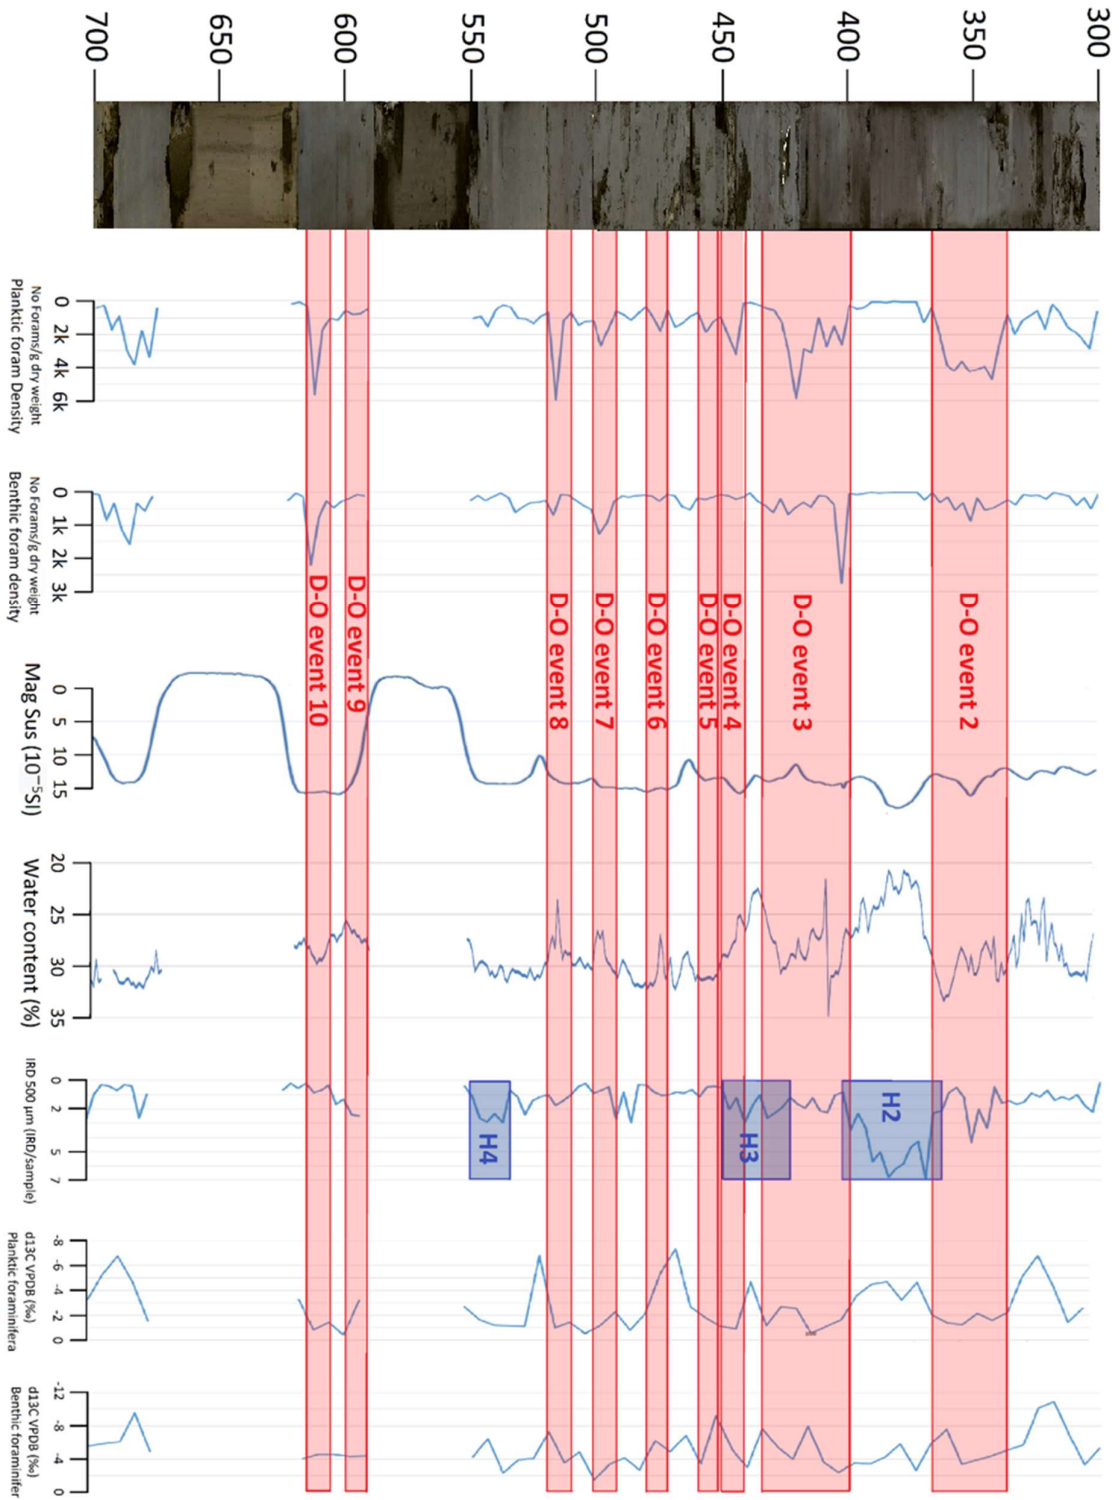 300
350
400
450
500
550
600
650
700
No Forams/g dry weight
Planktic foram Density
0
2k
4k
6k
No Forams/g dry weight
Benthic foram density
0
1k
2k
3k
D-O event 2
D-O event 3
D-O event 4
D-O event 5
D-O event 6
D-O event 7
D-O event 8
D-O event 9
D-O event 10
Mag Sus (10⁻⁵SI)
0
5
10
15
Water content (%)
20
25
30
35
IRD 500 µm (IRD/sample)
0
2
5
7
H2
H3
H4
d13C VPDB (‰)
Planktic foraminifera
-8
-6
-4
-2
0
d13C VPDB (‰)
Benthic foraminifer
-12
-8
-4
0